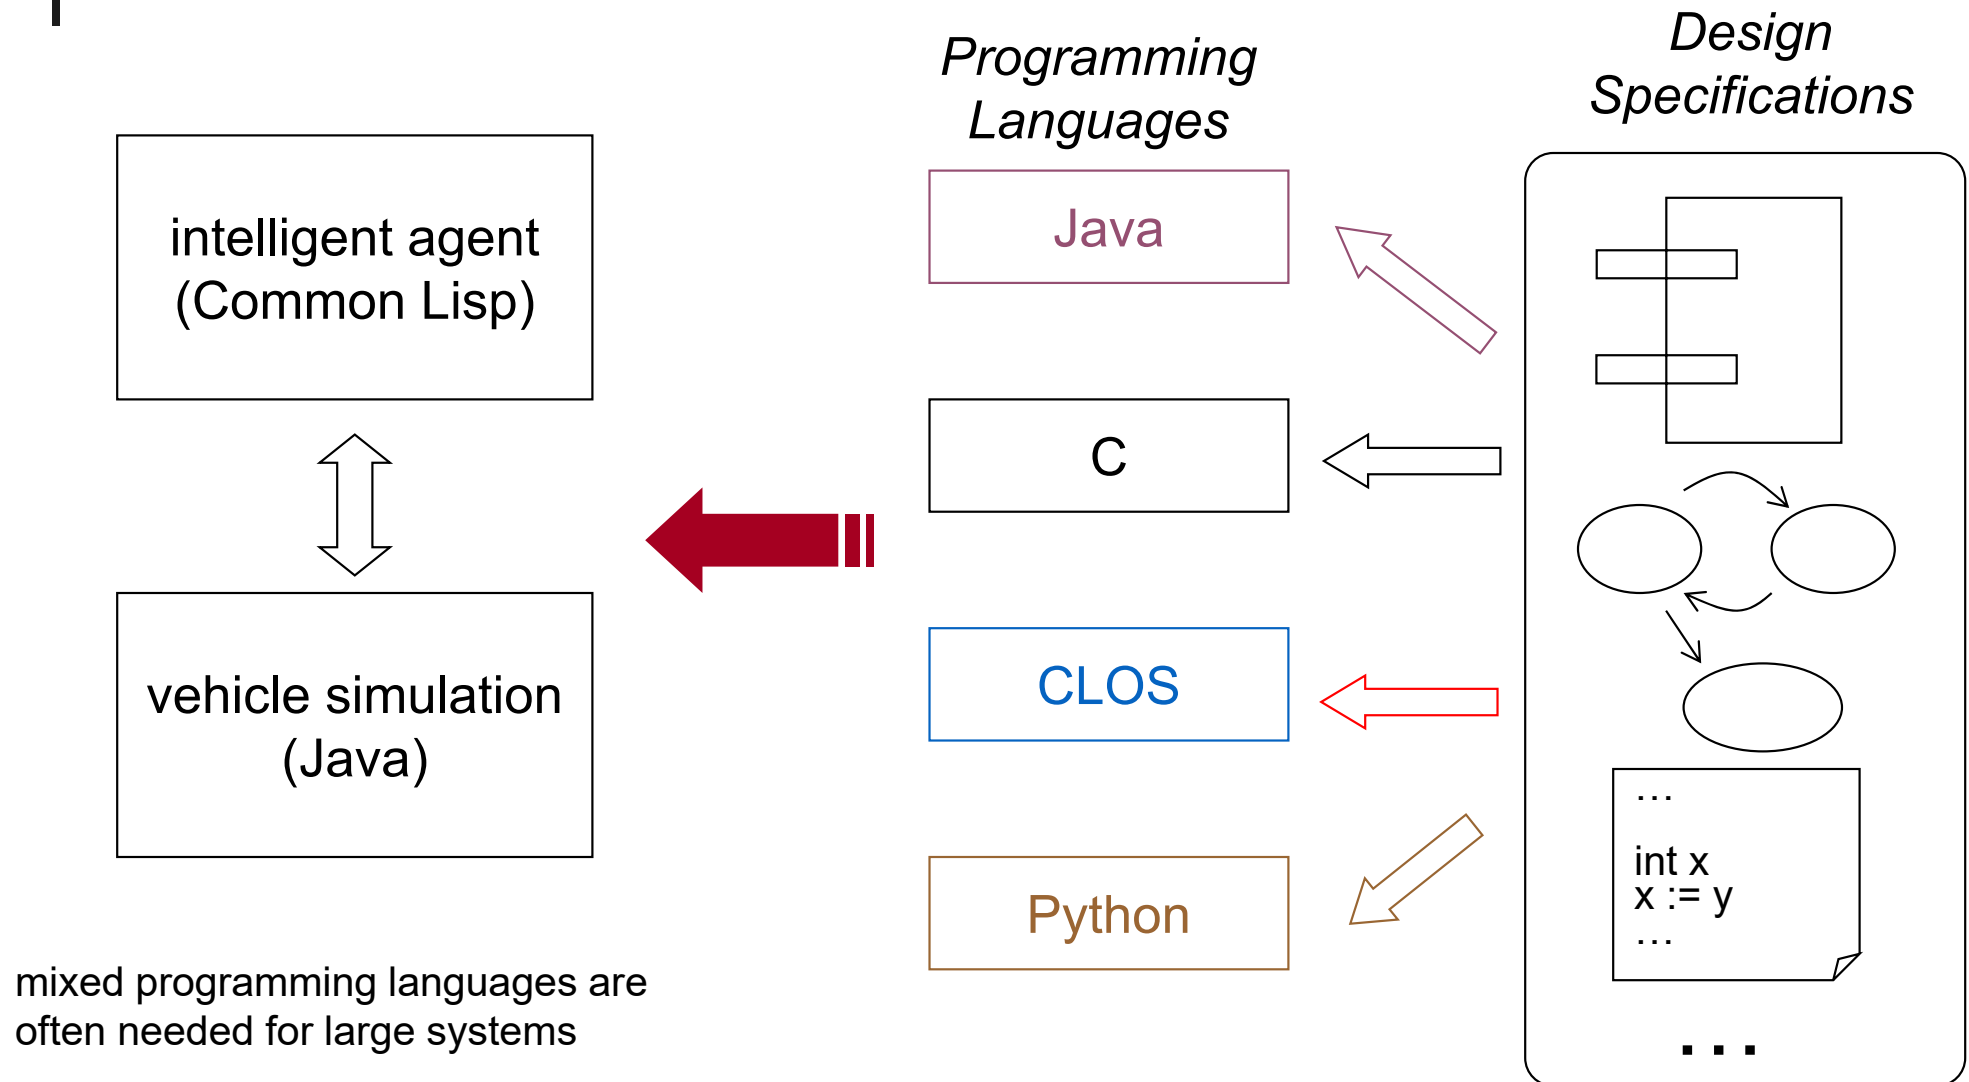 Programming
Languages
Design
Specifications
intelligent agent
(Common Lisp)
vehicle simulation
(Java)
mixed programming languages are
often needed for large systems
Java
C
CLOS
Python
…
int x
x := y
…
...